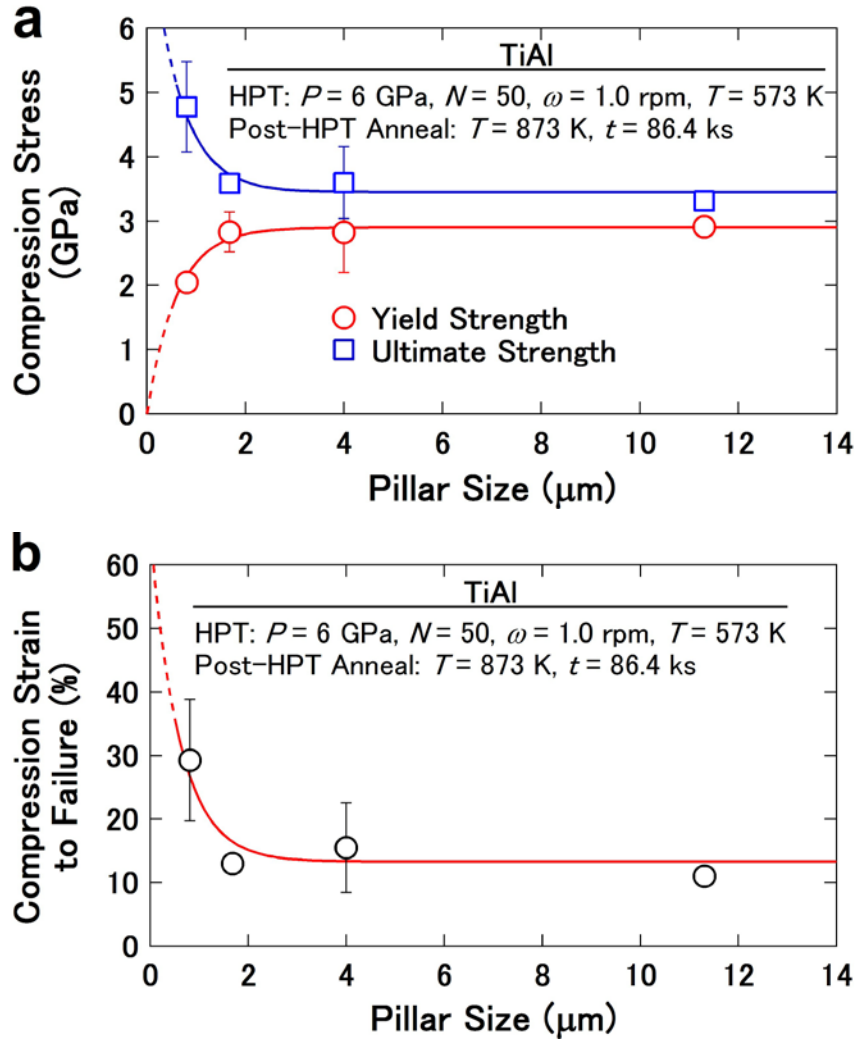 a
6
5
4
3
2
1
0
Compression Stress
(GPa)
TiAl
HPT: P = 6 GPa, N = 50, ω = 1.0 rpm, T = 573 K
Post-HPT Anneal: T = 873 K, t = 86.4 ks
Yield Strength
Ultimate Strength
0 2 4 6 8 10 12 14
Pillar Size (μm)
b
60
50
40
30
20
10
0
Compression Strain
to Failure (%)
TiAl
HPT: P = 6 GPa, N = 50, ω = 1.0 rpm, T = 573 K
Post-HPT Anneal: T = 873 K, t = 86.4 ks
0 2 4 6 8 10 12 14
Pillar Size (μm)